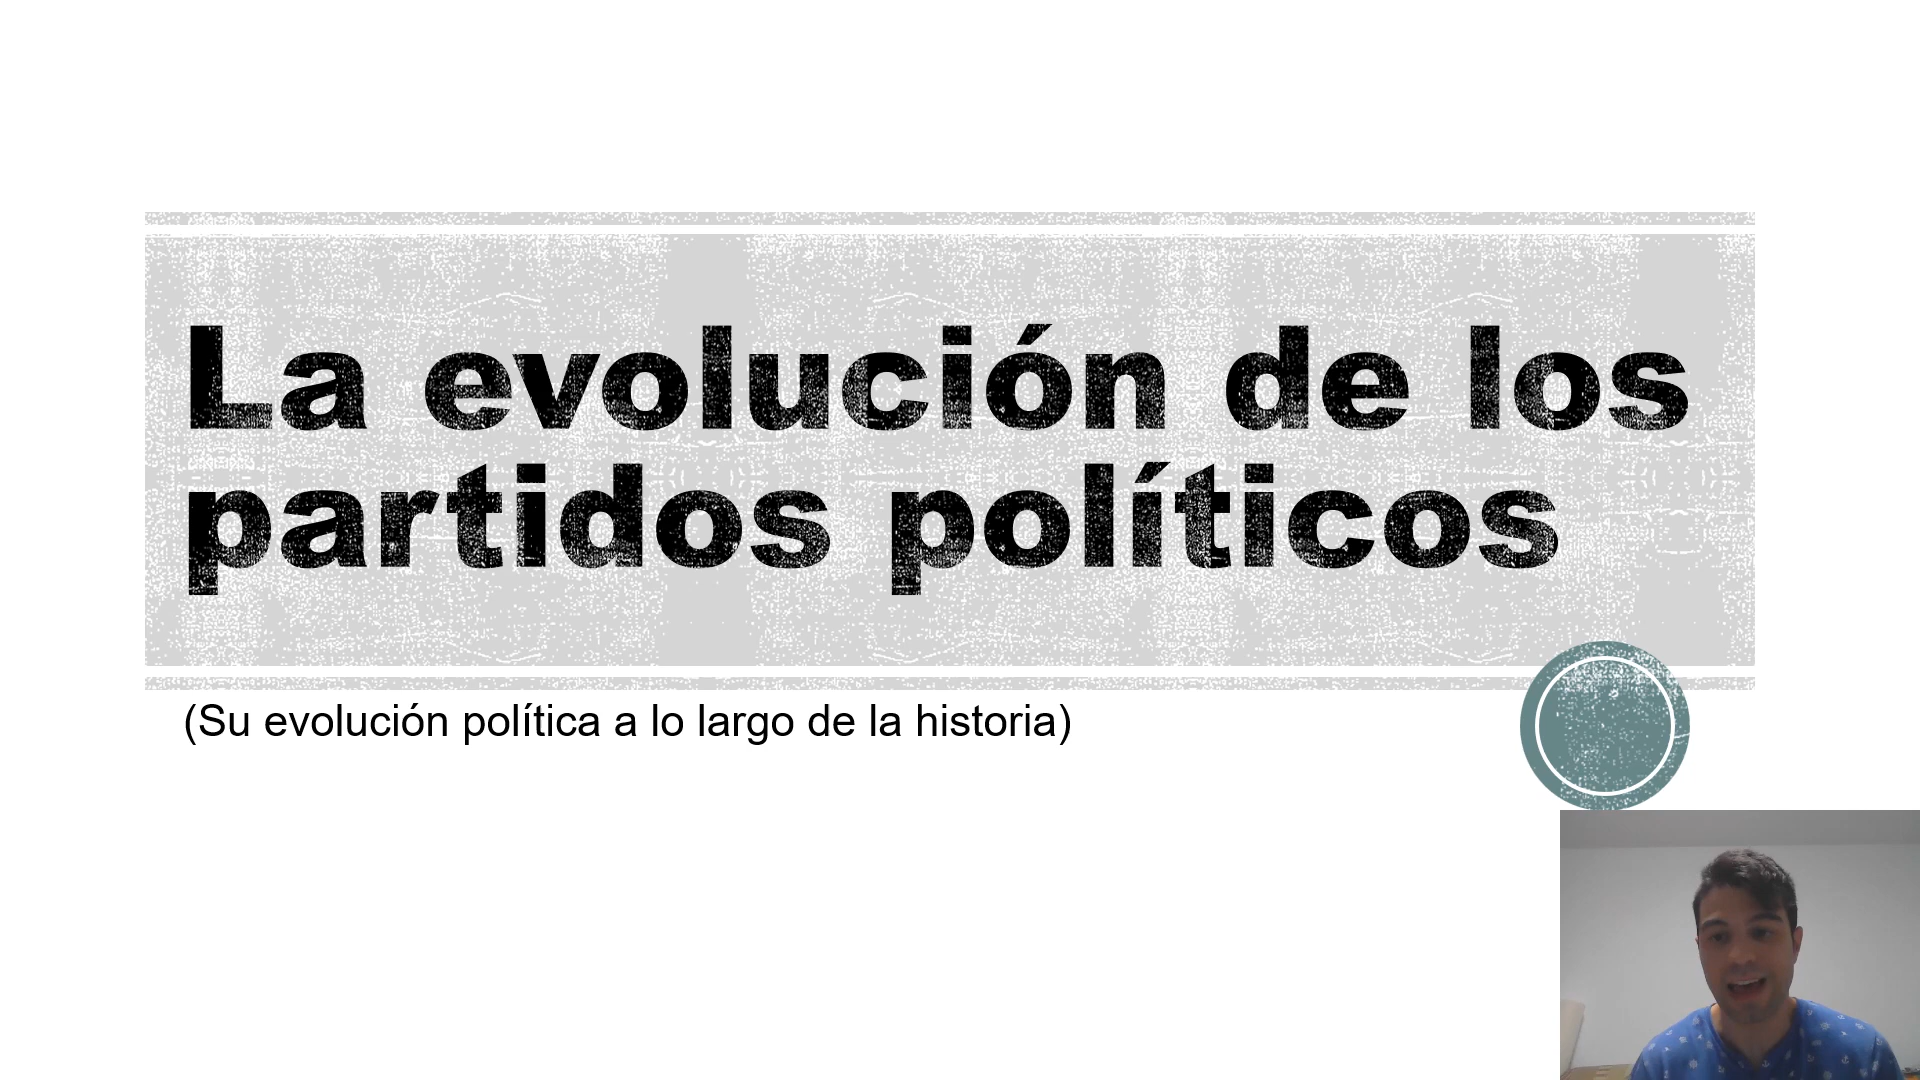 La evolución de los
partidos políticos
(Su evolución política a lo largo de la historia)